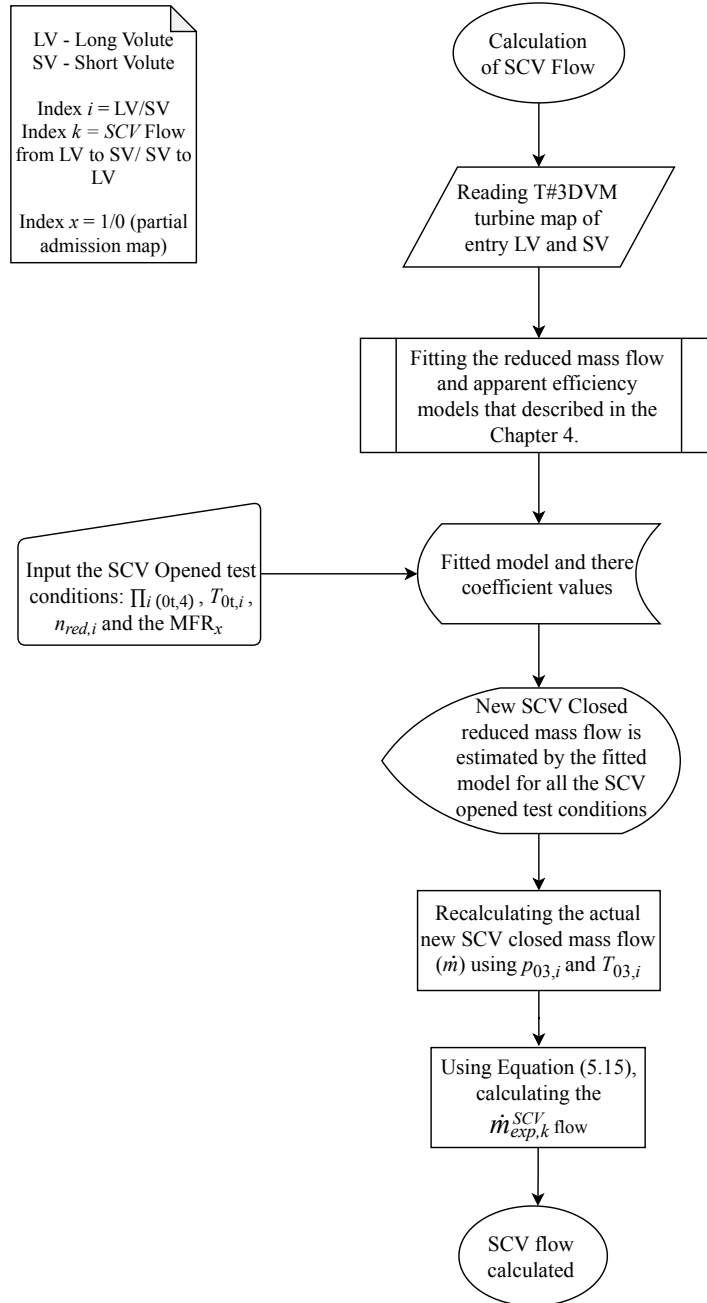 LV - Long Volute
SV - Short Volute
Index i = LV/SV
Index k = SCV Flow
from LV to SV/ SV to
LV
Index x = 1/0 (partial
admission map)
Calculation
of SCV Flow
Reading T#3DVM
turbine map of
entry LV and SV
Fitting the reduced mass flow
and apparent efficiency
models that described in the
Chapter 4.
Input the SCV Opened test
conditions: ∏i (0t,4) , T0t,i ,
nred,i and the MFRx
Fitted model and there
coefficient values
New SCV Closed
reduced mass flow is
estimated by the fitted
model for all the SCV
opened test conditions
Recalculating the actual
new SCV closed mass flow
(ṁ) using p03,i and T03,i
Using Equation (5.15),
calculating the
ṁexp,k^SCV flow
SCV flow
calculated